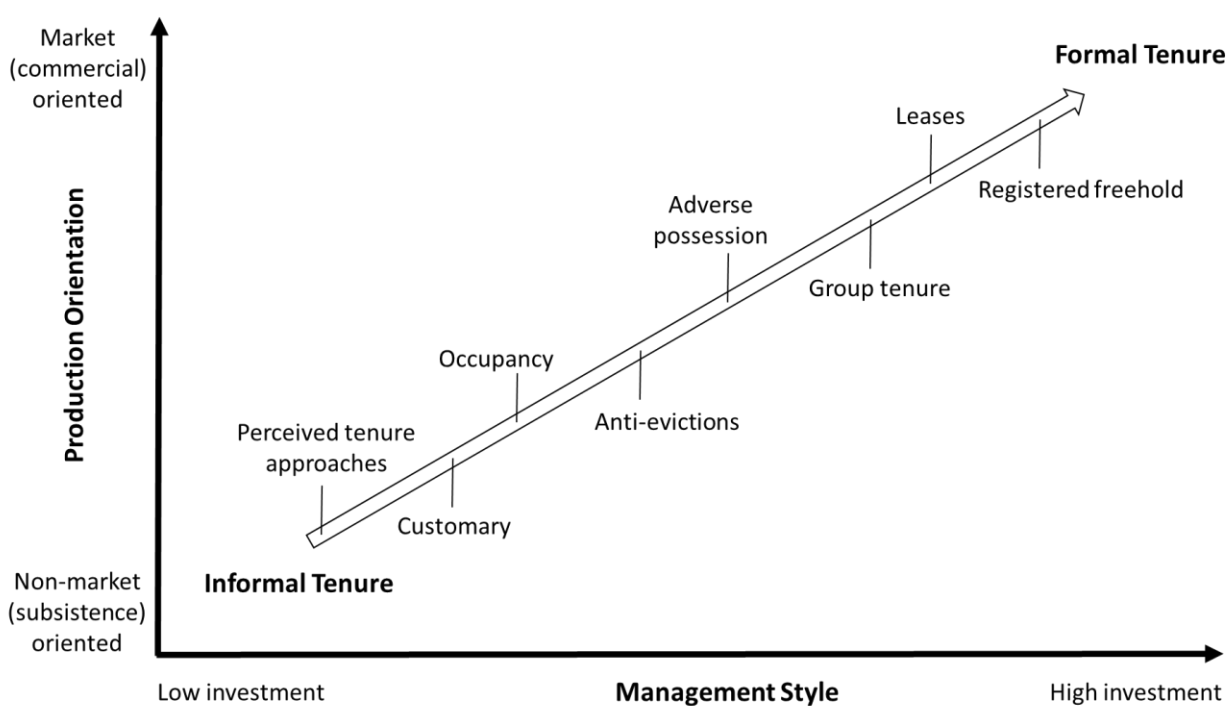 Market
(commercial)
oriented
Formal Tenure
Leases
Registered freehold
Adverse
possession
Group tenure
Production Orientation
Occupancy
Anti-evictions
Perceived tenure
approaches
Customary
Informal Tenure
Non-market
(subsistence)
oriented
Low investment
Management Style
High investment